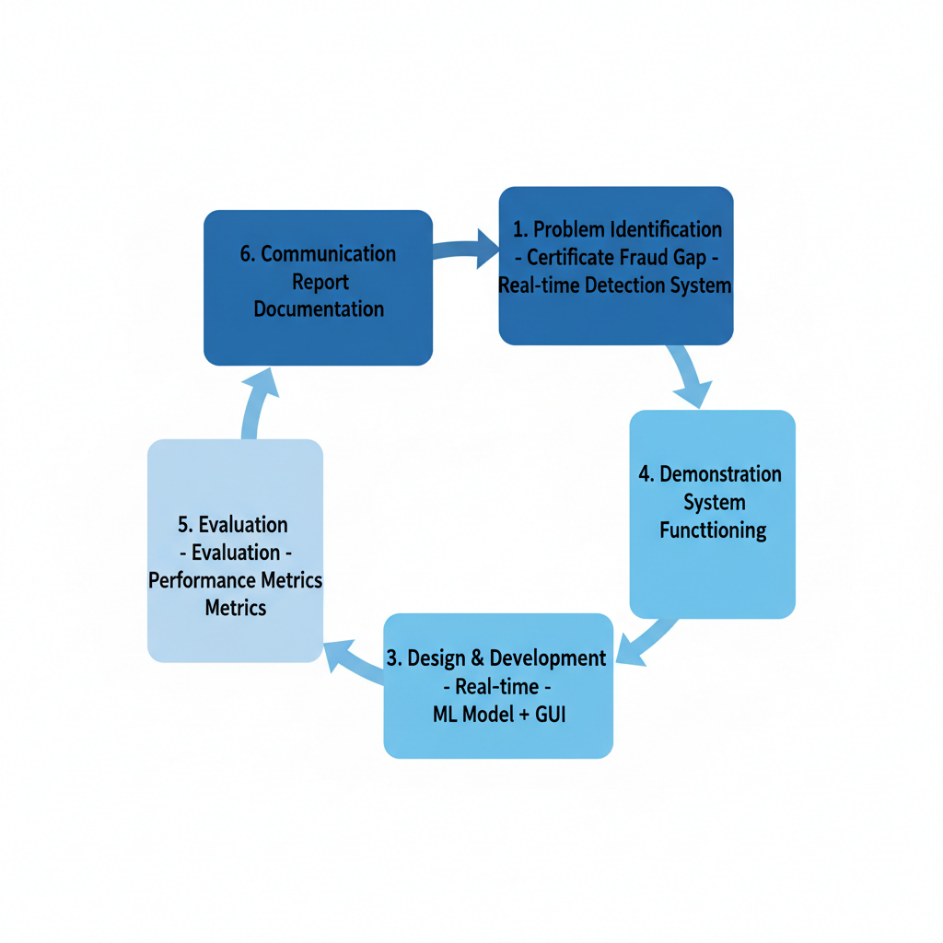 6. Communication
Report
Documentation
1. Problem Identification
- Certificate Fraud Gap -
Real-time Detection System
4. Demonstration
System
Functtioning
5. Evaluation
- Evaluation -
Performance Metrics
Metrics
3. Design & Development
- Real-time -
ML Model + GUI